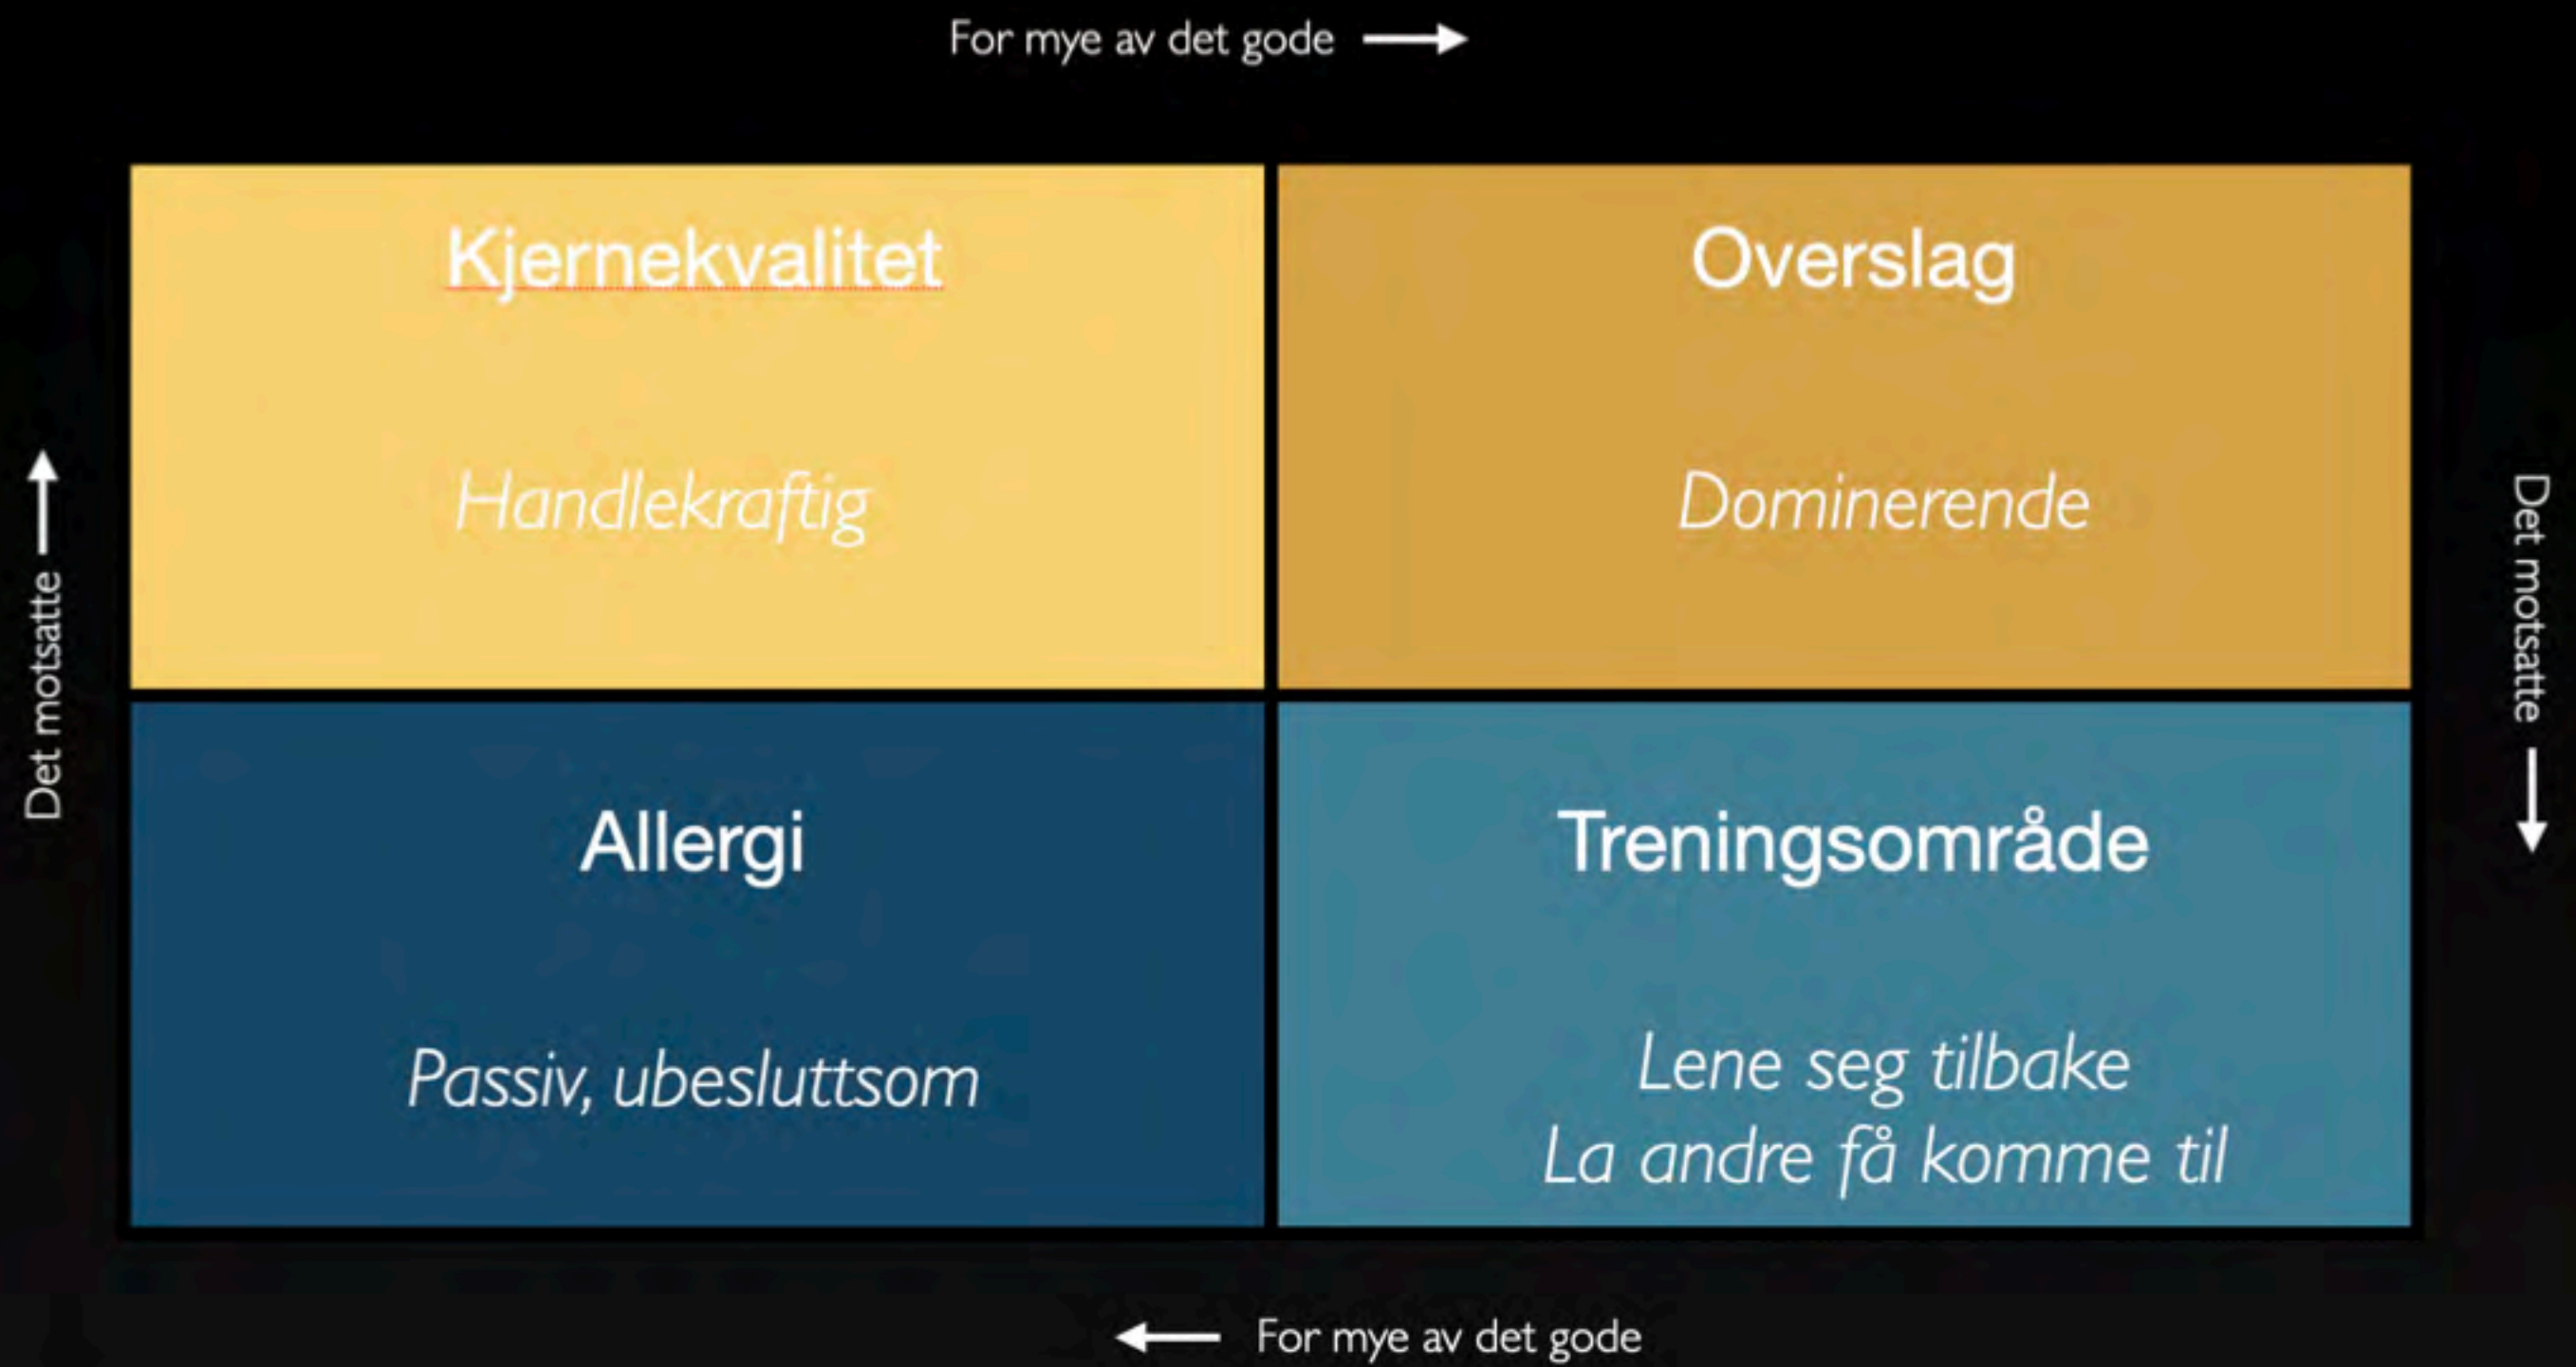 For mye av det gode
Kjernekvalitet
Handlekraftig
Overslag
Dominerende
Det motsatte
Det motsatte
Allergi
Passiv, ubesluttsom
Treningsområde
Lene seg tilbake
La andre få komme til
For mye av det gode